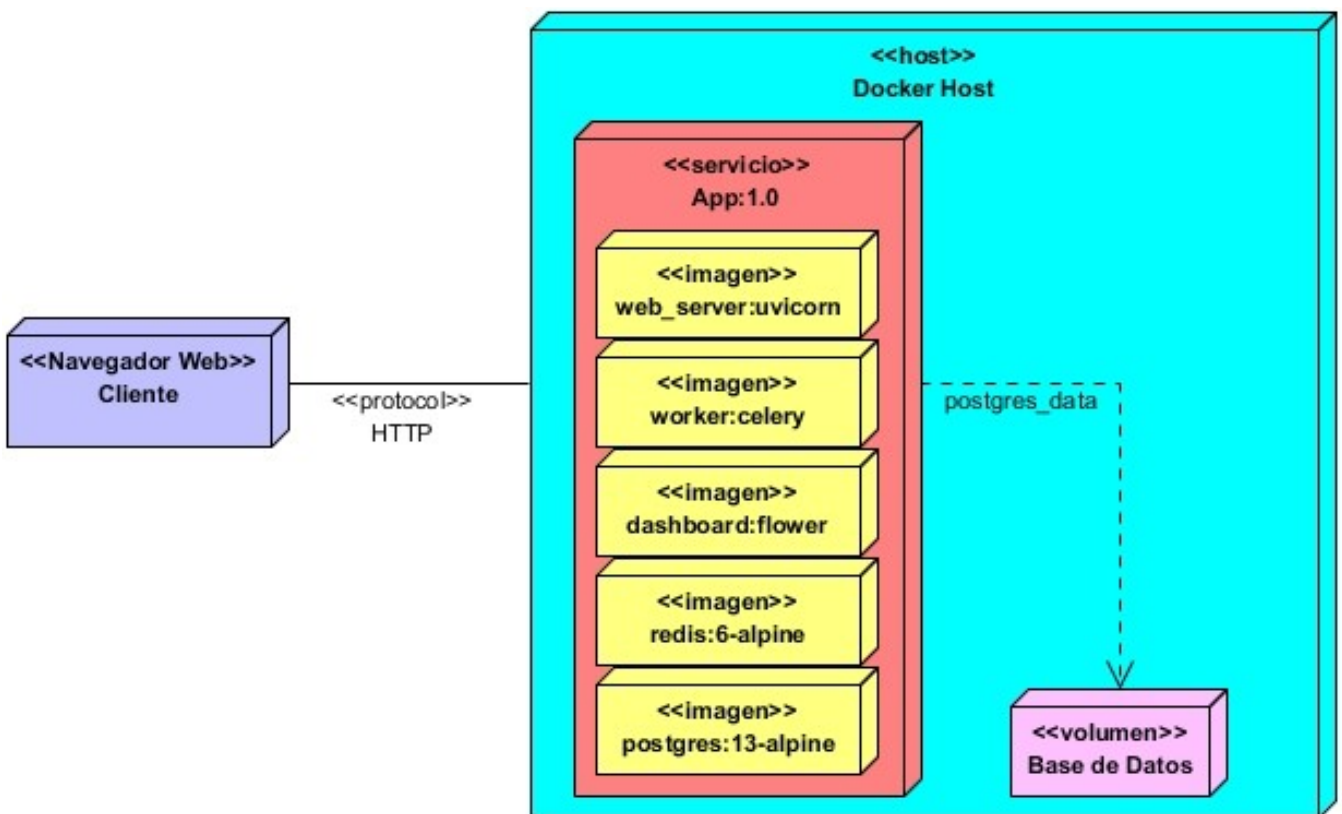 <<host>>
Docker Host
<<servicio>>
App:1.0
<<imagen>>
web_server:uvicorn
<<Navegador Web>>
Cliente
<<protocol>>
HTTP
<<imagen>>
worker:celery
postgres_data
<<imagen>>
dashboard:flower
<<imagen>>
redis:6-alpine
<<imagen>>
postgres:13-alpine
<<volumen>>
Base de Datos